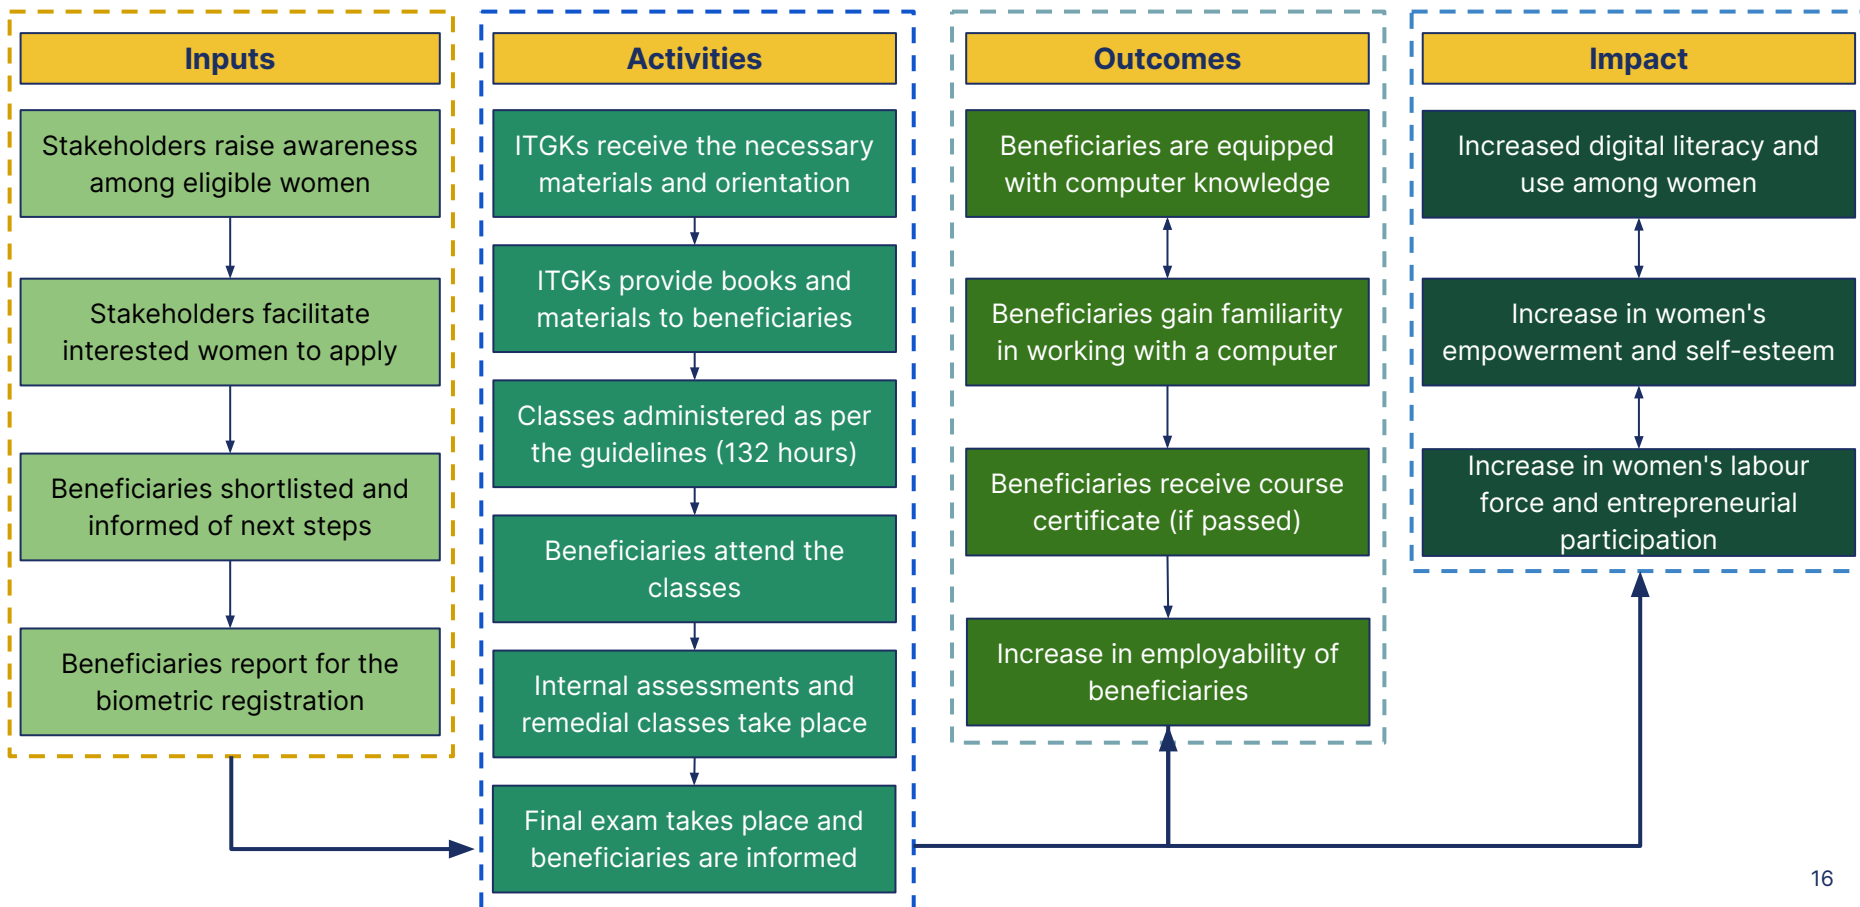 Inputs
Stakeholders raise awareness
among eligible women
Stakeholders facilitate
interested women to apply
Beneficiaries shortlisted and
informed of next steps
Beneficiaries report for the
biometric registration
Activities
ITGKs receive the necessary
materials and orientation
ITGKs provide books and
materials to beneficiaries
Classes administered as per
the guidelines (132 hours)
Beneficiaries attend the
classes
Internal assessments and
remedial classes take place
Final exam takes place and
beneficiaries are informed
Outcomes
Beneficiaries are equipped
with computer knowledge
Beneficiaries gain familiarity
in working with a computer
Beneficiaries receive course
certificate (if passed)
Increase in employability of
beneficiaries
Impact
Increased digital literacy and
use among women
Increase in women's
empowerment and self-esteem
Increase in women's labour
force and entrepreneurial
participation
16